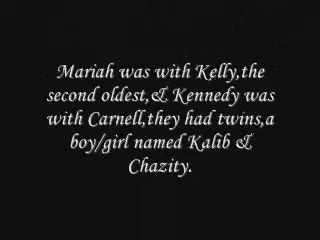 Mariah was with Kelly,the
second oldest,& Kennedy was
with Carnell,they had twins,a
boy/girl named Kalib &
Chazity.